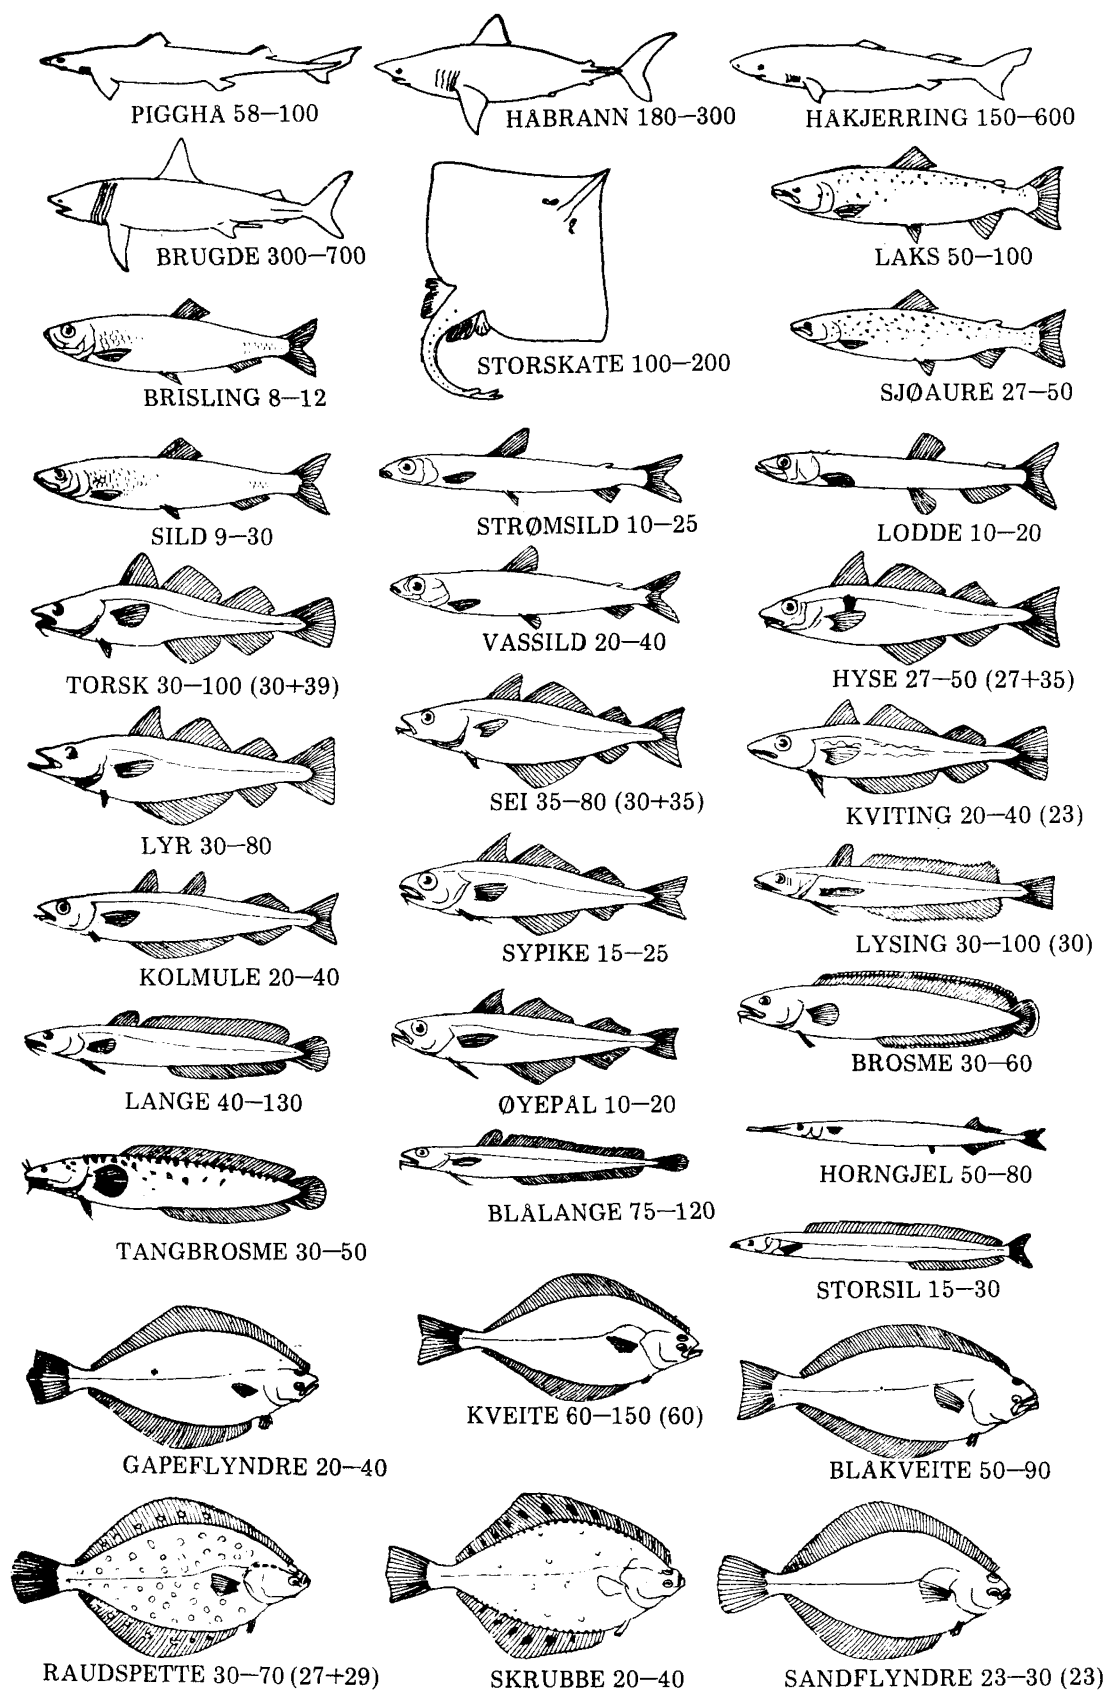 PIGGHÅ 58—100
HÅBRANN 180—300
HÅKJERRING 150—600
BRUGDE 300—700
LAKS 50—100
STORSKATE 100—200
BRISLING 8—12
SJØAURE 27—50
SILD 9—30
STRØMSILD 10—25
LODDE 10—20
VASSILD 20—40
TORSK 30—100 (30+39)
HYSE 27—50 (27+35)
SEI 35—80 (30+35)
KVITING 20—40 (23)
LYR 30—80
SYPIKE 15—25
LYSING 30—100 (30)
KOLMULE 20—40
BROSME 30—60
LANGE 40—130
ØYEPÅL 10—20
HORNGJEL 50—80
BLÅLANGE 75—120
TANGBROSME 30—50
STORSIL 15—30
KVEITE 60—150 (60)
GAPEFLYNDRE 20—40
BLÅKVEITE 50—90
RAUDSPETTE 30—70 (27+29)
SKRUBBE 20—40
SANDFLYNDRE 23—30 (23)